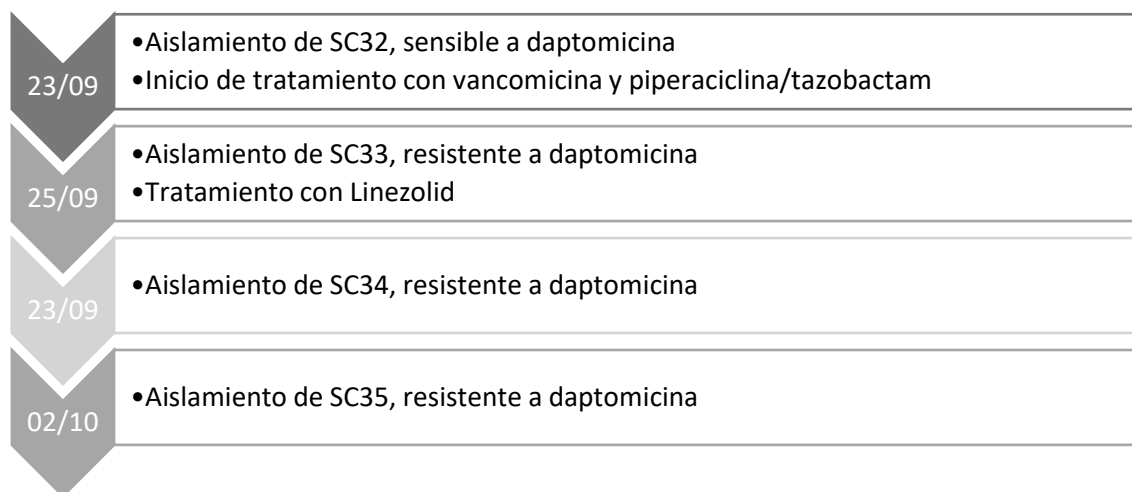 23/09
•Aislamiento de SC32, sensible a daptomicina
•Inicio de tratamiento con vancomicina y piperaciclina/tazobactam
25/09
•Aislamiento de SC33, resistente a daptomicina
•Tratamiento con Linezolid
23/09
•Aislamiento de SC34, resistente a daptomicina
02/10
•Aislamiento de SC35, resistente a daptomicina